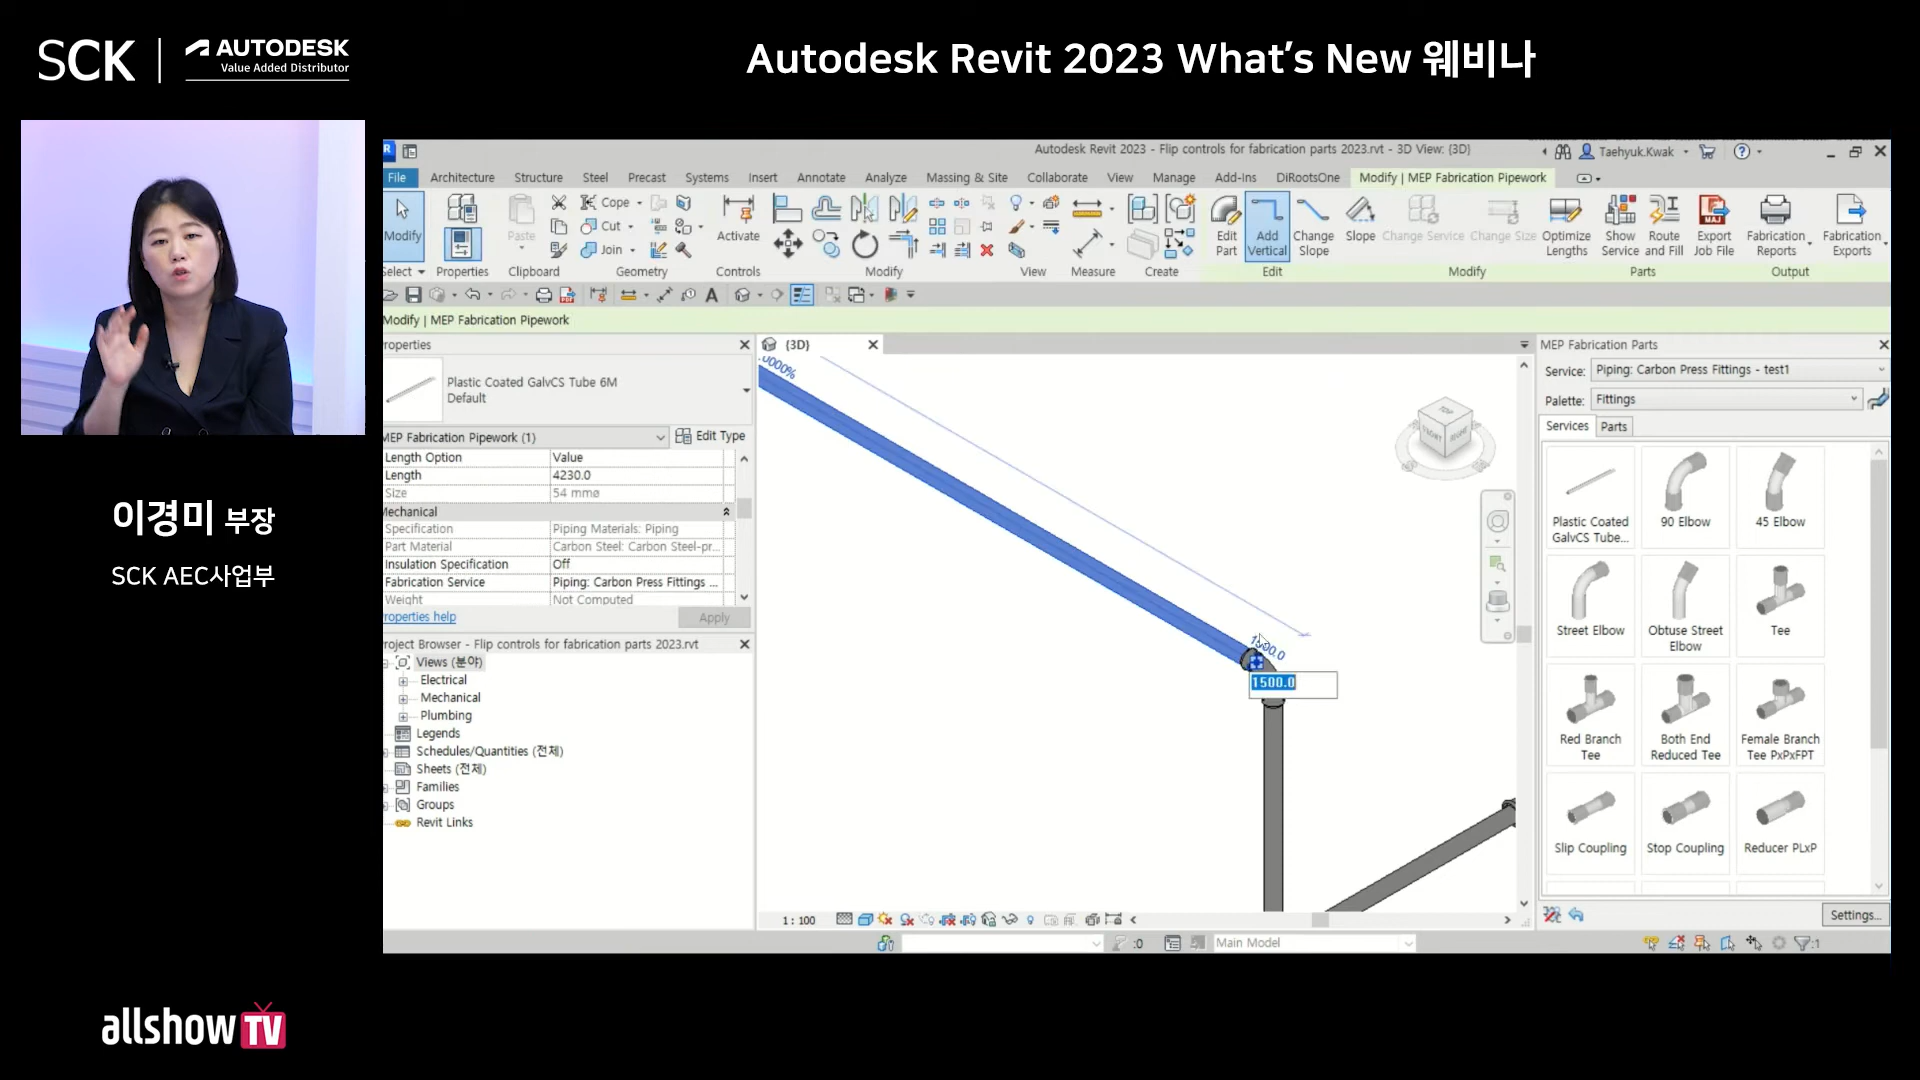 SCK
AUTODESK
Value Added Distributor
Autodesk Revit 2023 What's New 웨비나
Autodesk Revit 2023 - Flip controls for fabrication parts 2023.rvt - 3D View: {3D}
Taehyuk.Kwak
File Architecture Structure Steel Precast Systems Insert Annotate Analyze Massing & Site Collaborate View Manage Add-Ins DiRootsOne Modify | MEP Fabrication Pipework
Modify
Paste
Cope
Cut
Join
Activate
Edit Part
Add Vertical
Change Slope
Slope
Change Service
Change Size
Optimize Lengths
Show Service
Route and Fill
Export Job File
Fabrication Reports
Fabrication Exports
Select Properties Clipboard Geometry Controls Modify View Measure Create Edit Modify Parts Output
Modify | MEP Fabrication Pipework
roperties
Plastic Coated GalvCS Tube 6M
Default
MEP Fabrication Pipework (1)
Edit Type
Length Option Value
Length 4230.0
Size 54 mmø
Mechanical
Specification Piping Materials: Piping
Part Material Carbon Steel: Carbon Steel-pr...
Insulation Specification Off
Fabrication Service Piping: Carbon Press Fittings ...
Weight Not Computed
roperties help
Apply
roject Browser - Flip controls for fabrication parts 2023.rvt
Views (분야)
Electrical
Mechanical
Plumbing
Legends
Schedules/Quantities (전체)
Sheets (전체)
Families
Groups
Revit Links
{3D}
.0000%
TOP
FRONT
RIGHT
1500.0
1 : 100
:0
Main Model
MEP Fabrication Parts
Service: Piping: Carbon Press Fittings - test1
Palette: Fittings
Services Parts
Plastic Coated GalvCS Tube...
90 Elbow
45 Elbow
Street Elbow
Obtuse Street Elbow
Tee
Red Branch Tee
Both End Reduced Tee
Female Branch Tee PxPxFPT
Slip Coupling
Stop Coupling
Reducer PLxP
Settings...
:1
이경미 부장
SCK AEC사업부
allshow TV